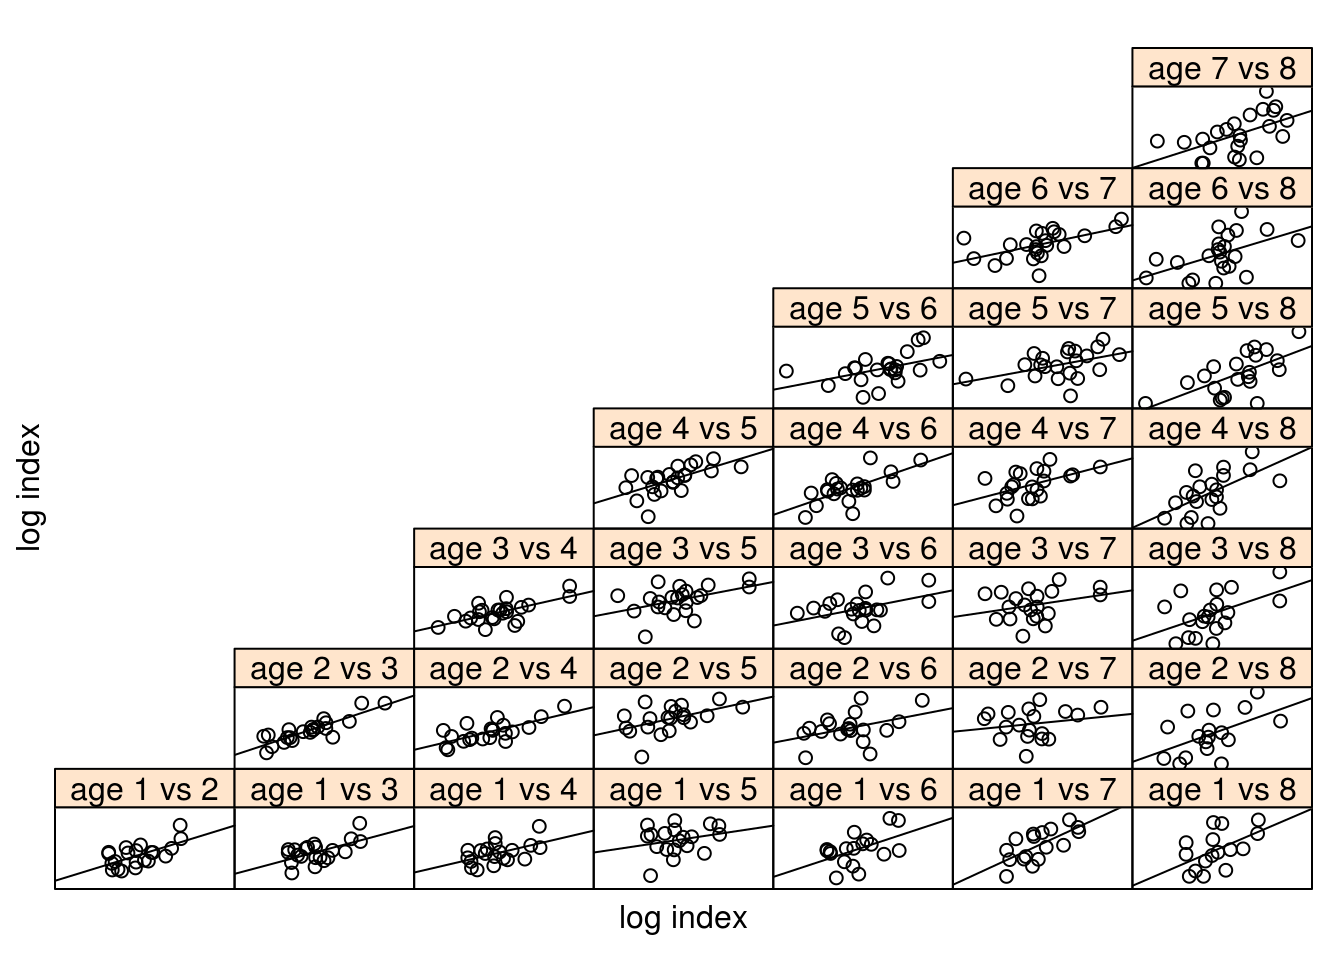 age 7 vs 8
age 6 vs 7 age 6 vs 8
age 5 vs 6 age 5 vs 7 age 5 vs 8
age 4 vs 5 age 4 vs 6 age 4 vs 7 age 4 vs 8
age 3 vs 4 age 3 vs 5 age 3 vs 6 age 3 vs 7 age 3 vs 8
age 2 vs 3 age 2 vs 4 age 2 vs 5 age 2 vs 6 age 2 vs 7 age 2 vs 8
age 1 vs 2 age 1 vs 3 age 1 vs 4 age 1 vs 5 age 1 vs 6 age 1 vs 7 age 1 vs 8
log index
log index